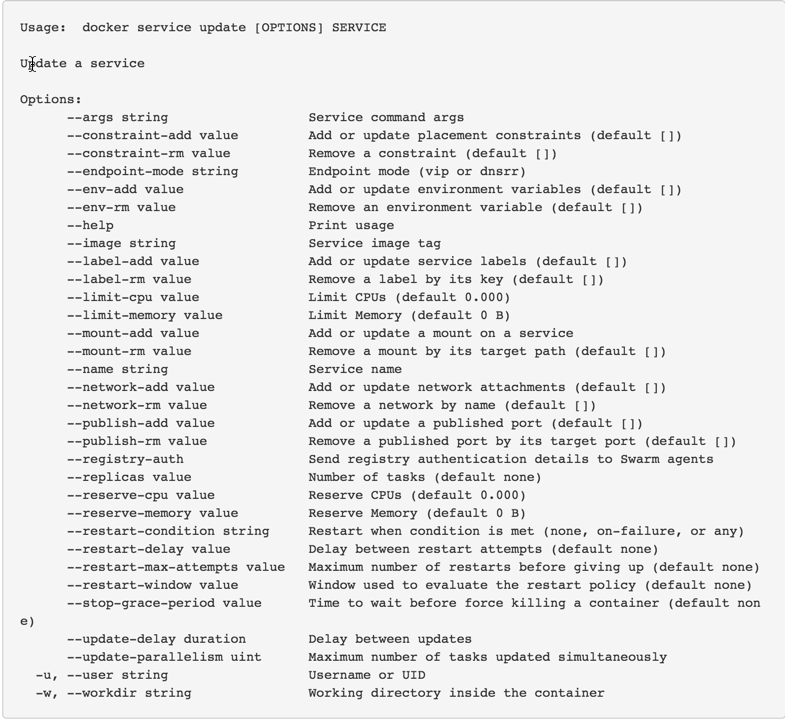 Usage:  docker service update [OPTIONS] SERVICE
Update a service
Options:
      --args string                  Service command args
      --constraint-add value         Add or update placement constraints (default [])
      --constraint-rm value          Remove a constraint (default [])
      --endpoint-mode string         Endpoint mode (vip or dnsrr)
      --env-add value                Add or update environment variables (default [])
      --env-rm value                 Remove an environment variable (default [])
      --help                         Print usage
      --image string                 Service image tag
      --label-add value              Add or update service labels (default [])
      --label-rm value               Remove a label by its key (default [])
      --limit-cpu value              Limit CPUs (default 0.000)
      --limit-memory value           Limit Memory (default 0 B)
      --mount-add value              Add or update a mount on a service
      --mount-rm value               Remove a mount by its target path (default [])
      --name string                  Service name
      --network-add value            Add or update network attachments (default [])
      --network-rm value             Remove a network by name (default [])
      --publish-add value            Add or update a published port (default [])
      --publish-rm value             Remove a published port by its target port (default [])
      --registry-auth                Send registry authentication details to Swarm agents
      --replicas value               Number of tasks (default none)
      --reserve-cpu value            Reserve CPUs (default 0.000)
      --reserve-memory value         Reserve Memory (default 0 B)
      --restart-condition string     Restart when condition is met (none, on-failure, or any)
      --restart-delay value          Delay between restart attempts (default none)
      --restart-max-attempts value   Maximum number of restarts before giving up (default none)
      --restart-window value         Window used to evaluate the restart policy (default none)
      --stop-grace-period value      Time to wait before force killing a container (default non
e)
      --update-delay duration        Delay between updates
      --update-parallelism uint      Maximum number of tasks updated simultaneously
  -u, --user string                  Username or UID
  -w, --workdir string               Working directory inside the container